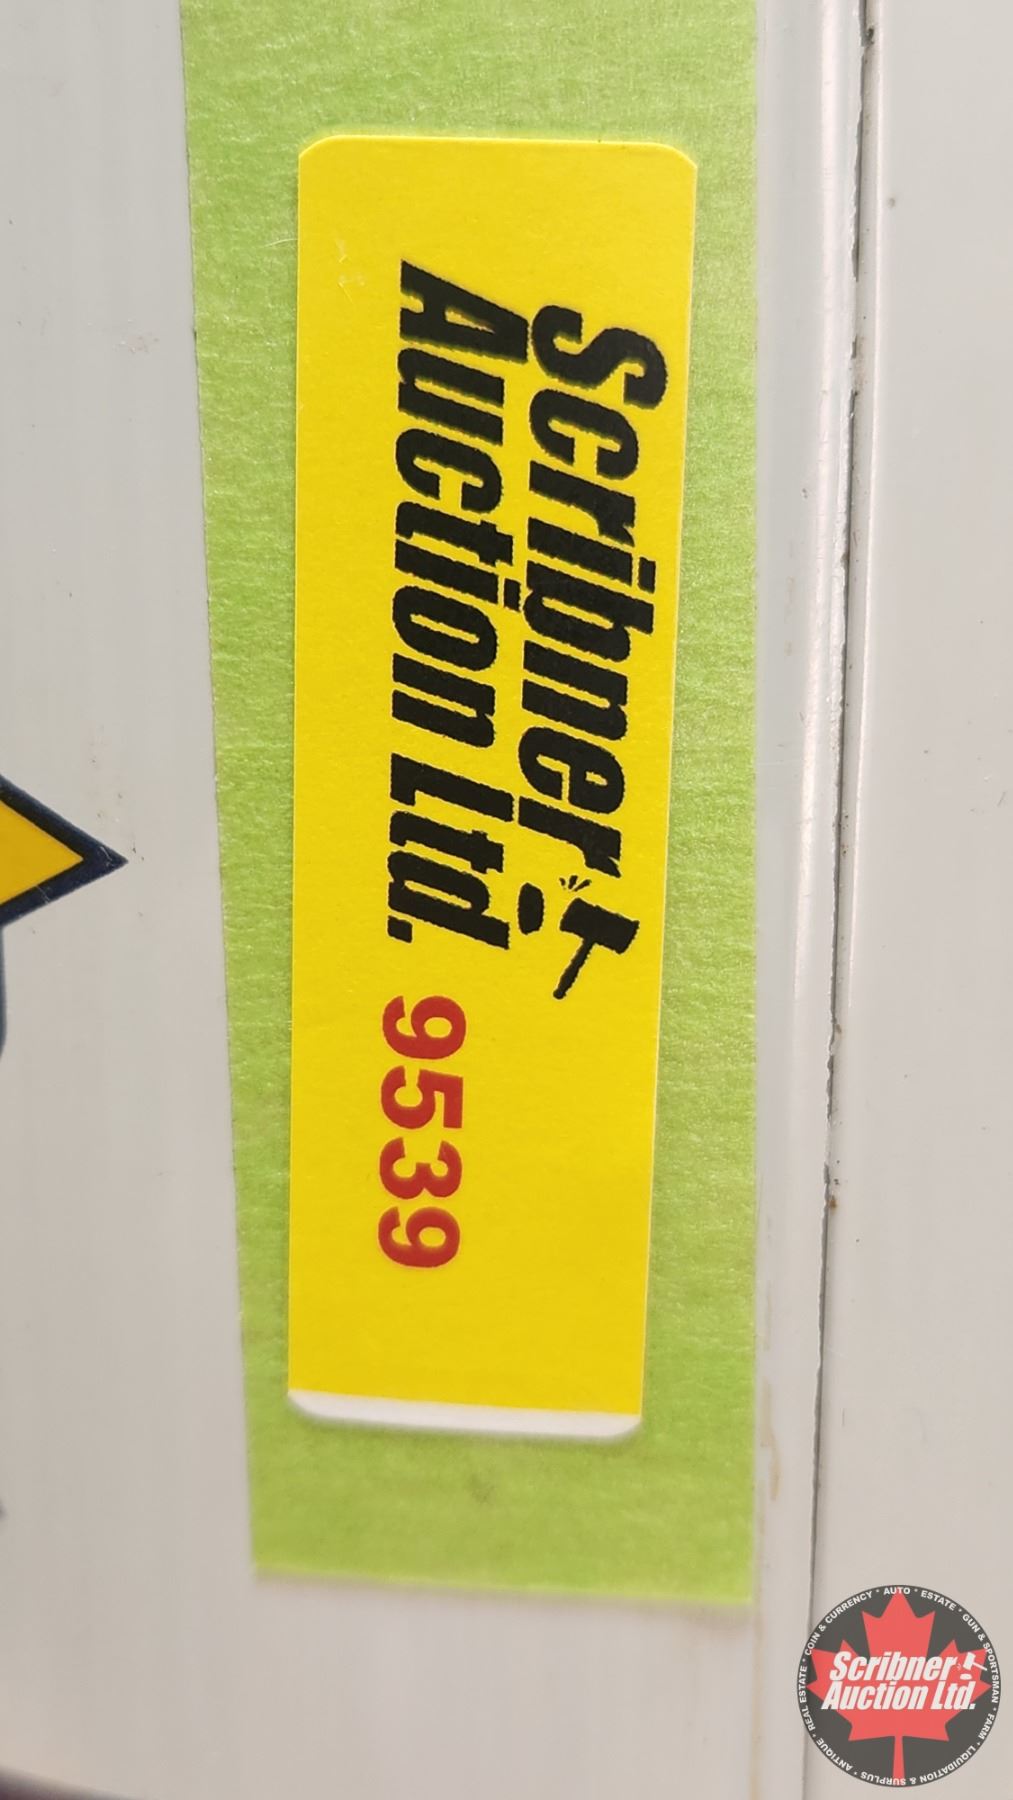 Scribner
Auction Ltd. 9539
COIN & CURRENCY • AUTO • ESTATE • GUN & SPORTSMAN • FARM • LIQUIDATION & SURPLUS • ANTIQUE • REAL ESTATE •
Scribner
Auction Ltd.